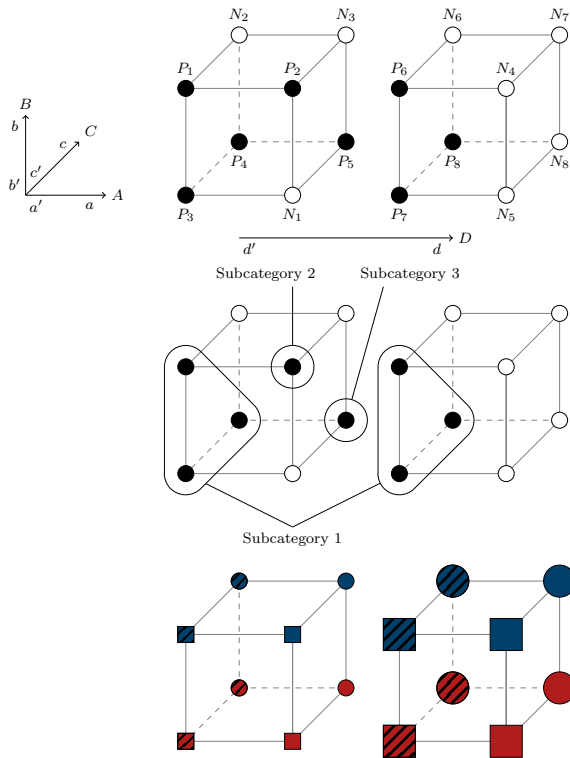 N₂ N₃ N₆ N₇
P₁ P₂ P₆ N₄
B
b c C
P₄ P₅ P₈ N₈
c'
b'
a' a A
P₃ N₁ P₇ N₅
d' d D
Subcategory 2 Subcategory 3
Subcategory 1